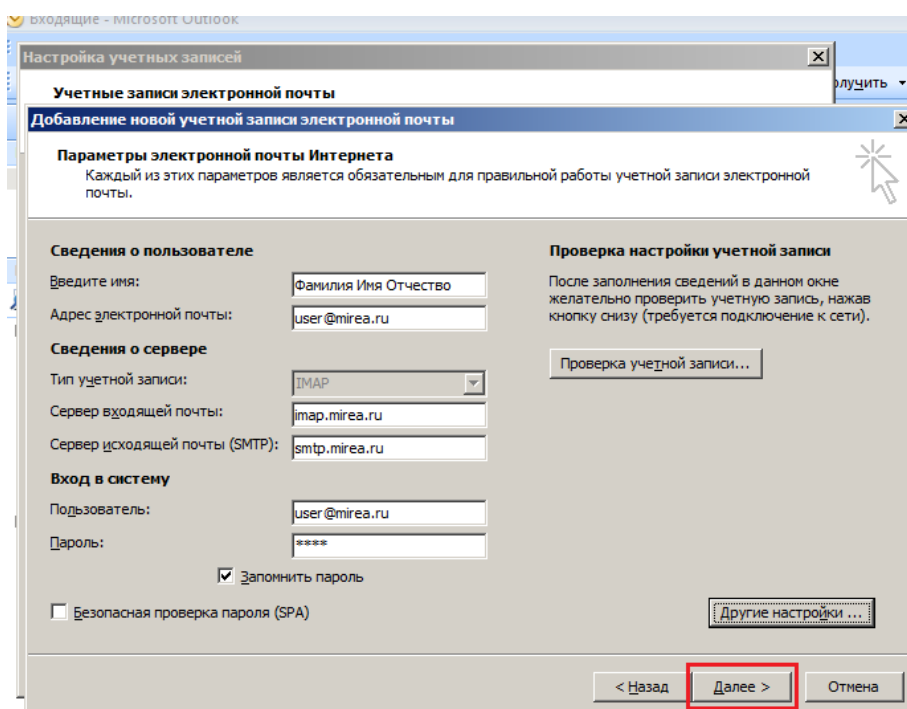 Входящие - Microsoft Outlook
Настройка учетных записей
Учетные записи электронной почты
Добавление новой учетной записи электронной почты
Параметры электронной почты Интернета
Каждый из этих параметров является обязательным для правильной работы учетной записи электронной
почты.
Сведения о пользователе
Введите имя:
Фамилия Имя Отчество
Адрес электронной почты:
user@mirea.ru
Сведения о сервере
Тип учетной записи:
IMAP
Сервер входящей почты:
imap.mirea.ru
Сервер исходящей почты (SMTP):
smtp.mirea.ru
Вход в систему
Пользователь:
user@mirea.ru
Пароль:
****
Запомнить пароль
Безопасная проверка пароля (SPA)
Проверка настройки учетной записи
После заполнения сведений в данном окне
желательно проверить учетную запись, нажав
кнопку снизу (требуется подключение к сети).
Проверка учетной записи...
Другие настройки ...
< Назад
Далее >
Отмена